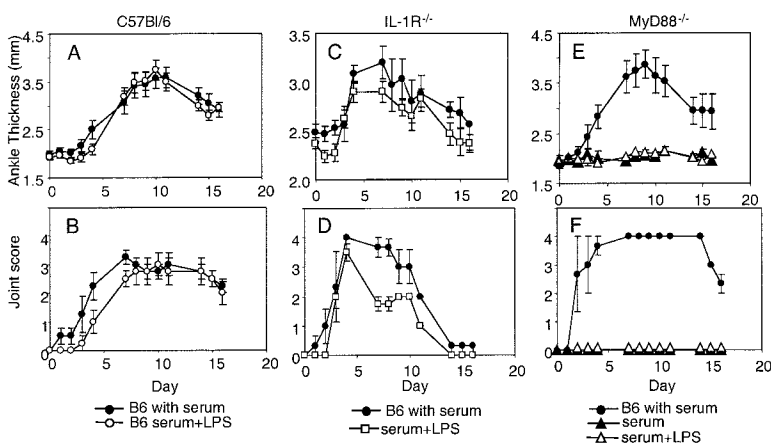 C57Bl/6
IL-1R-/-
MyD88-/-
Ankle Thickness (mm)
A
4.5
3.5
2.5
1.5
0 5 10 15 20
C
3.5
3.0
2.5
2.0
0 5 10 15 20
E
4.5
3.5
2.5
1.5
0 5 10 15 20
Joint score
B
4
3
2
1
0
0 5 10 15 20
Day
D
4
3
2
1
0
0 5 10 15 20
Day
F
4
3
2
1
0
0 5 10 15 20
Day
B6 with serum
B6 serum+LPS
B6 with serum
serum+LPS
B6 with serum
serum
serum+LPS